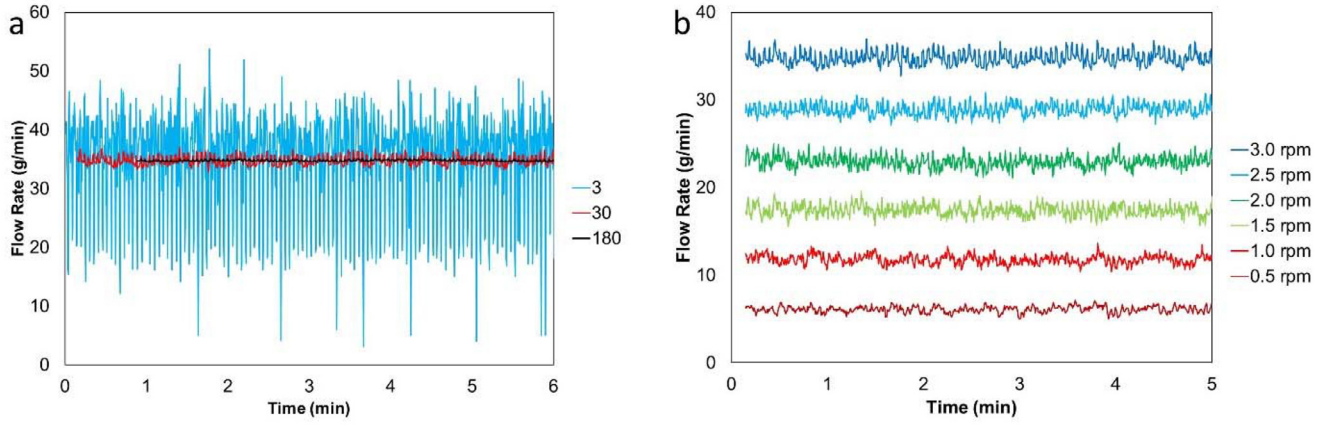 a
60
50
40
30
20
10
0
Flow Rate (g/min)
0 1 2 3 4 5 6
Time (min)
3
30
180
b
40
30
20
10
0
Flow Rate (g/min)
0 1 2 3 4 5
Time (min)
3.0 rpm
2.5 rpm
2.0 rpm
1.5 rpm
1.0 rpm
0.5 rpm